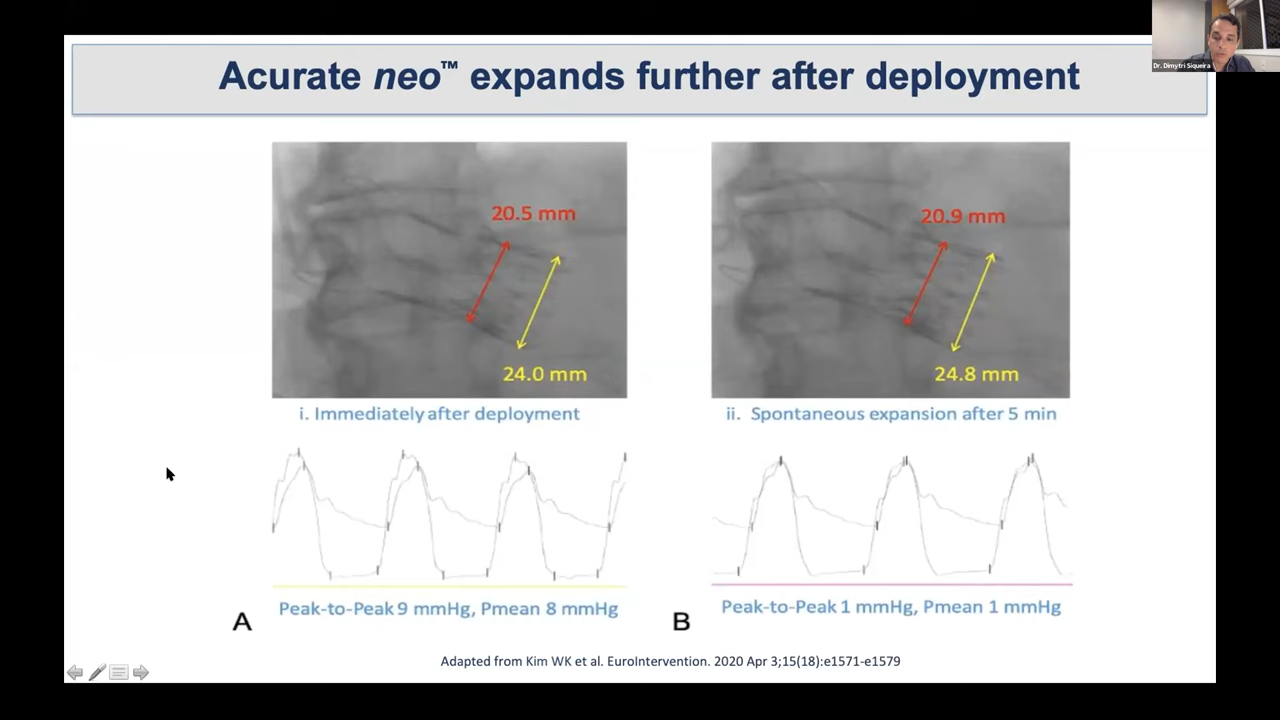 Dr. Dimytri Siqueira
Acurate neo™ expands further after deployment
20.5 mm
24.0 mm
20.9 mm
24.8 mm
i. Immediately after deployment
ii. Spontaneous expansion after 5 min
Peak-to-Peak 9 mmHg, Pmean 8 mmHg
Peak-to-Peak 1 mmHg, Pmean 1 mmHg
A
B
Adapted from Kim WK et al. EuroIntervention. 2020 Apr 3;15(18):e1571-e1579